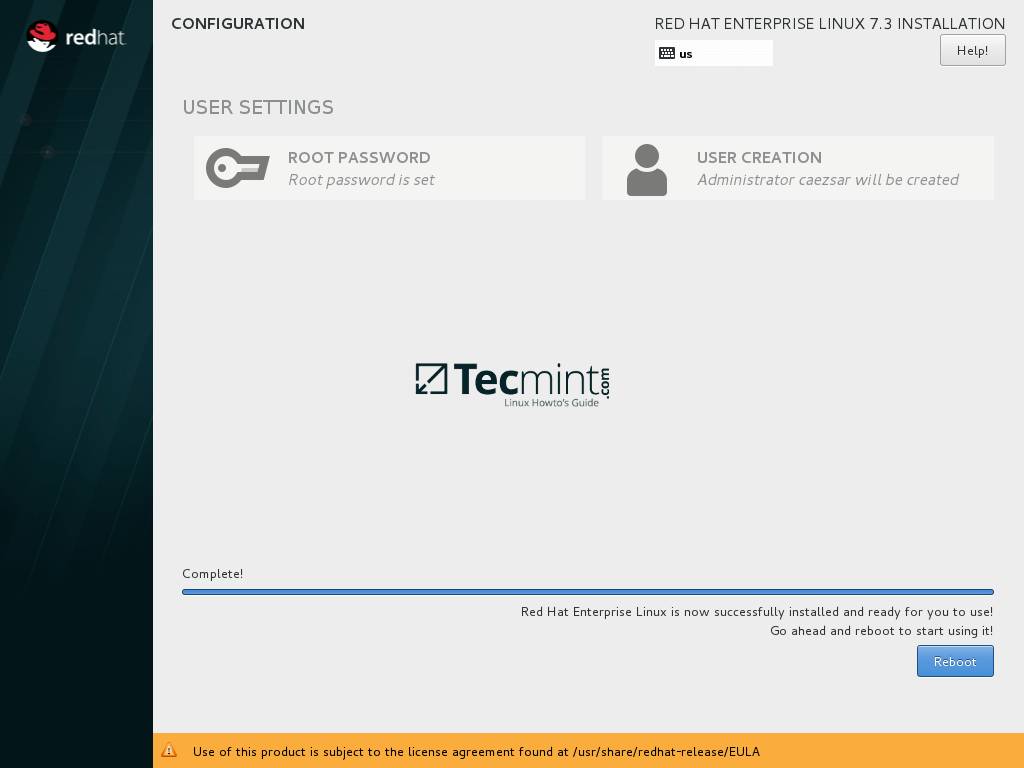 redhat.
CONFIGURATION
RED HAT ENTERPRISE LINUX 7.3 INSTALLATION
us
Help!
USER SETTINGS
ROOT PASSWORD
Root password is set
USER CREATION
Administrator caezsar will be created
Tecmint.com
Linux Howto's Guide
Complete!
Red Hat Enterprise Linux is now successfully installed and ready for you to use!
Go ahead and reboot to start using it!
Reboot
Use of this product is subject to the license agreement found at /usr/share/redhat-release/EULA